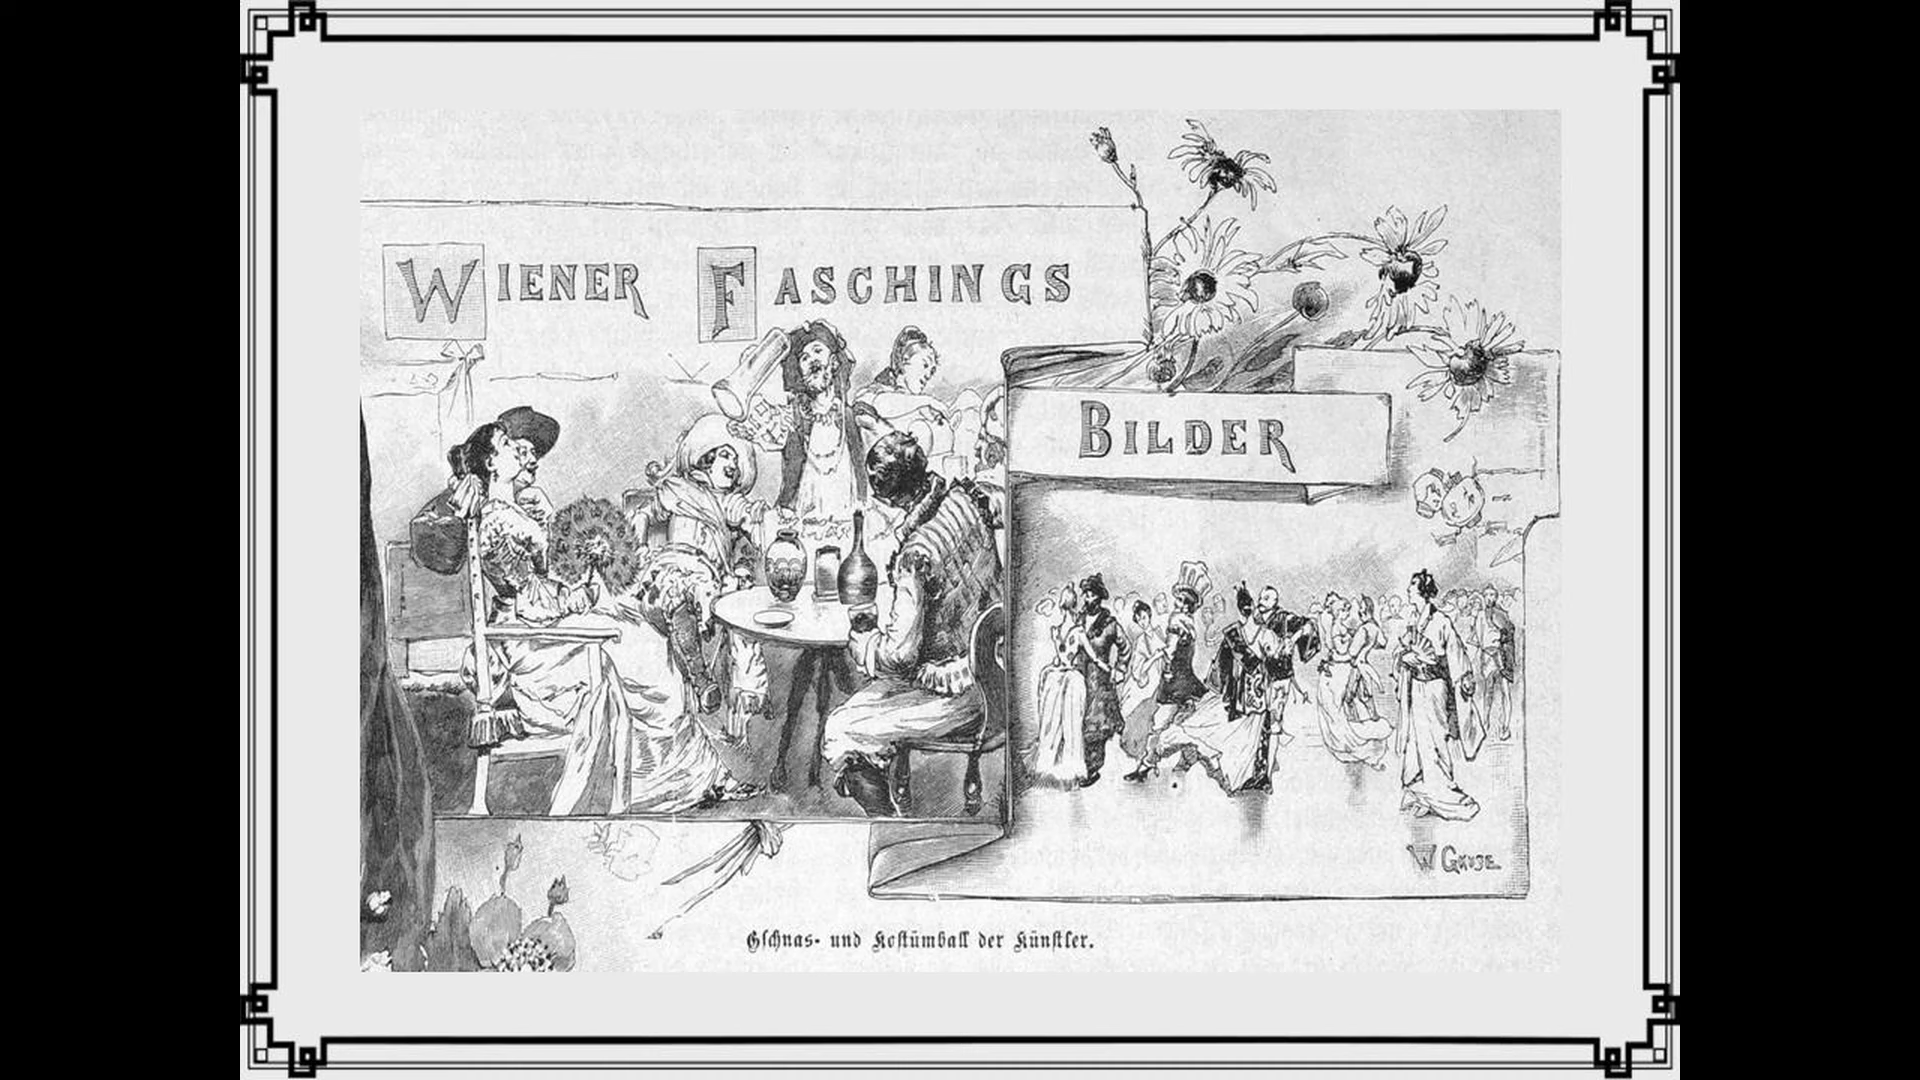 WIENER FASCHINGS
BILDER
W GAUSE
Gschnas- und Kostümball der Künstler.